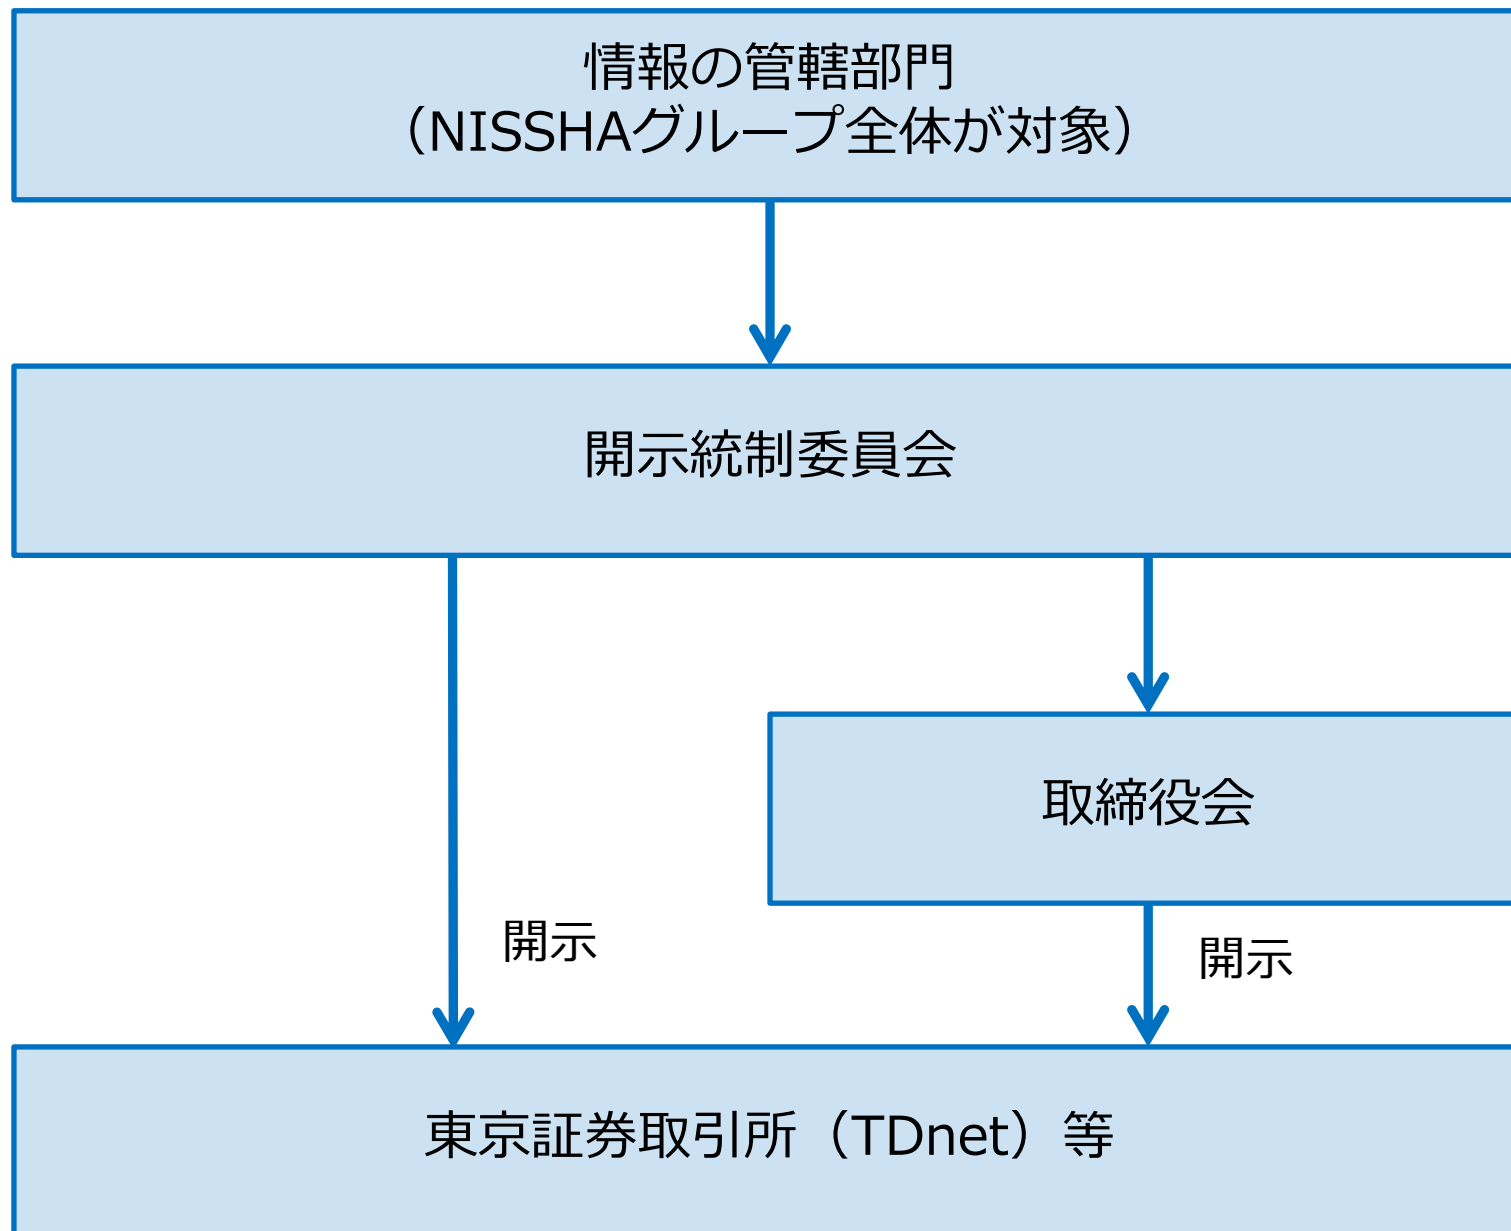 情報の管轄部門
（NISSHAグループ全体が対象）
開示統制委員会
取締役会
開示
開示
東京証券取引所（TDnet）等